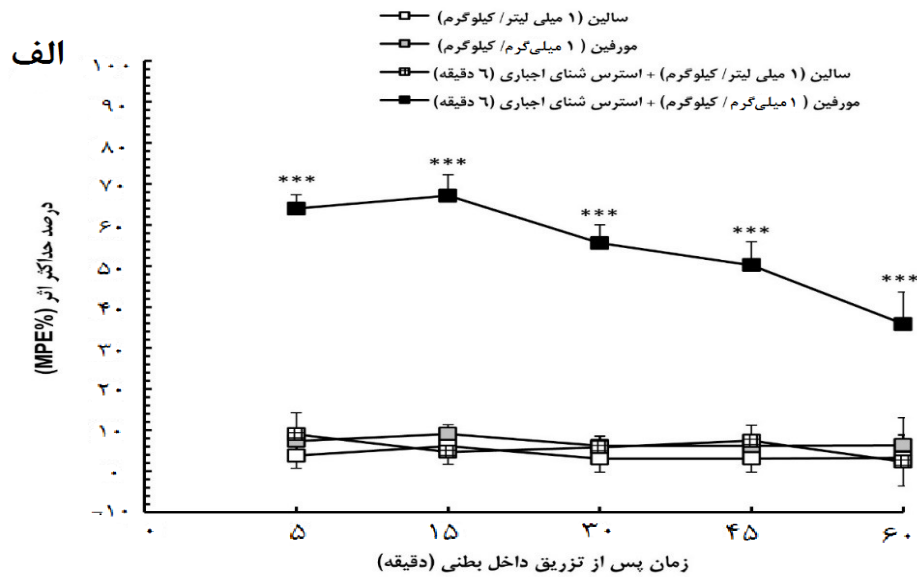 الف
سالین (۱ میلی لیتر/ کیلوگرم)
مورفین (۱ میلی‌گرم/ کیلوگرم)
سالین (۱ میلی لیتر/ کیلوگرم) + استرس شنای اجباری (٦ دقیقه)
مورفین (۱ میلی‌گرم/ کیلوگرم) + استرس شنای اجباری (٦ دقیقه)
درصد حداکثر اثر (MPE%)
۱۰۰
۹۰
۸۰
۷۰
۶۰
۵۰
۴۰
۳۰
۲۰
۱۰
۰
-۱۰
*** *** *** *** ***
۰ ۵ ۱۵ ۳۰ ۴۵ ۶۰
زمان پس از تزریق داخل بطنی (دقیقه)